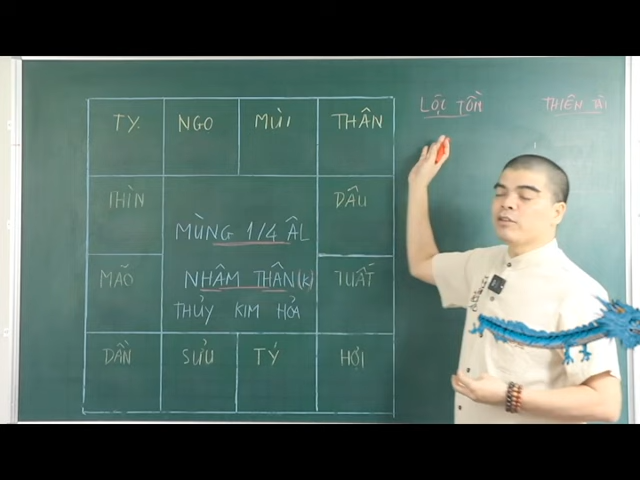 LỘC TỒN
THIÊN TÀI
TỴ
NGO
MÙI
THÂN
THÌN
DẬU
MÙNG 1/4 ÂL
MÃO
NHÂM THÂN (K)
TUẤT
THỦY KIM HỎA
DẦN
SỬU
TÝ
HỢI